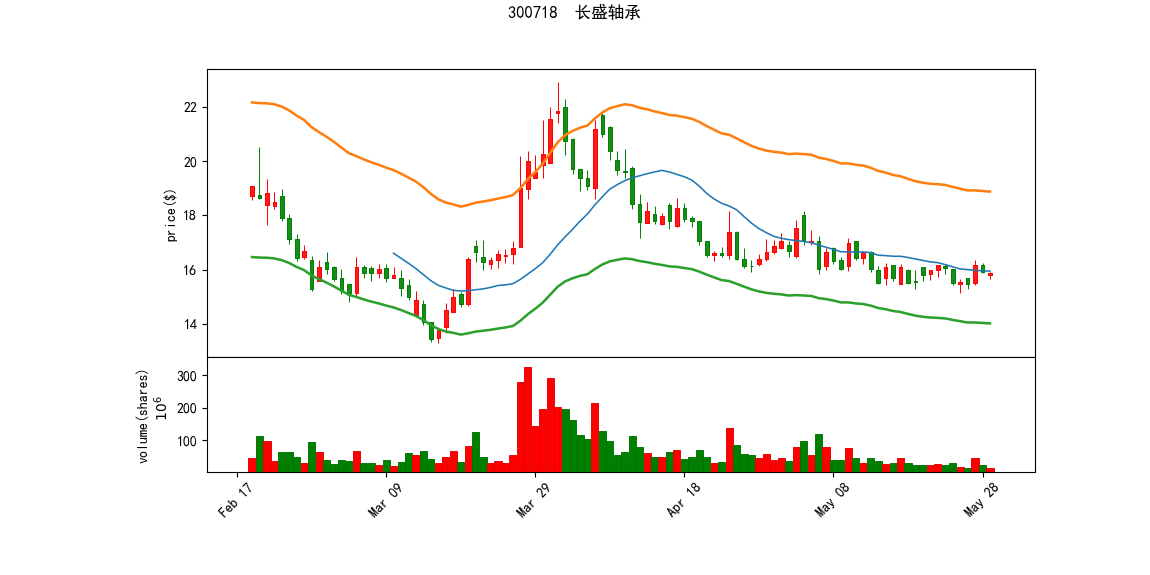 300718  长盛轴承
price($)
22
20
18
16
14
volume(shares)
10^6
300
200
100
Feb 17
Mar 09
Mar 29
Apr 18
May 08
May 28